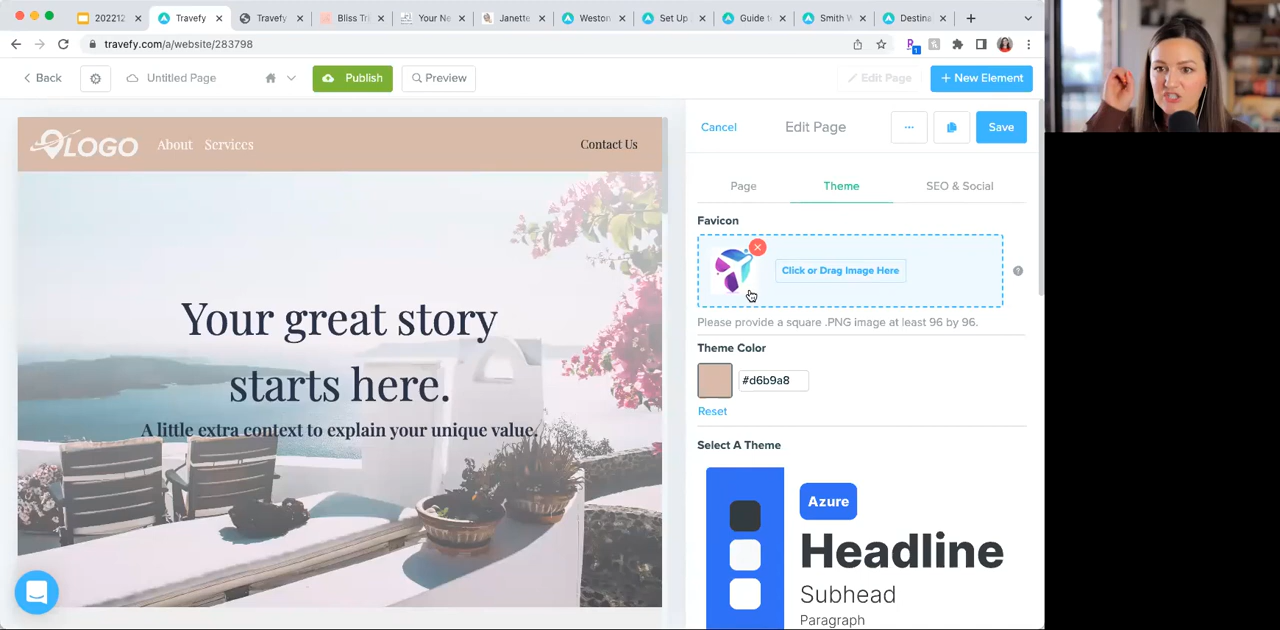 202212
Travefy
Travefy
Bliss Tri
Your Ne
Janette
Weston
Set Up
Guide t
Smith W
Destina
travefy.com/a/website/283798
1
Back
Untitled Page
Publish
Preview
Edit Page
+ New Element
LOGO
About
Services
Contact Us
Your great story
starts here.
A little extra context to explain your unique value.
Cancel
Edit Page
...
Save
Page
Theme
SEO & Social
Favicon
Click or Drag Image Here
?
Please provide a square .PNG image at least 96 by 96.
Theme Color
#d6b9a8
Reset
Select A Theme
Azure
Headline
Subhead
Paragraph